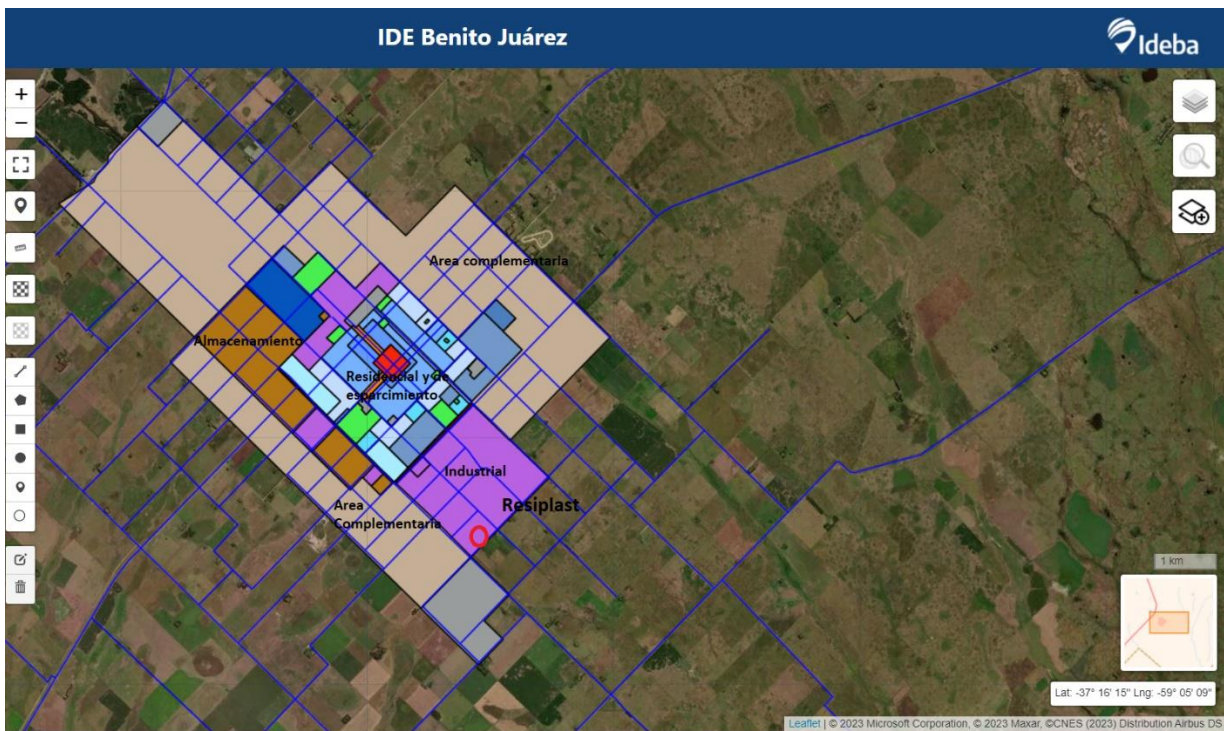 IDE Benito Juárez
Ideba
+
−
Area complementaria
Almacenamiento
Residencial y de
esparcimiento
Industrial
Resiplast
Area
Complementaria
1 km
Lat: -37° 16' 15" Lng: -59° 05' 09"
Leaflet | © 2023 Microsoft Corporation, © 2023 Maxar, ©CNES (2023) Distribution Airbus DS